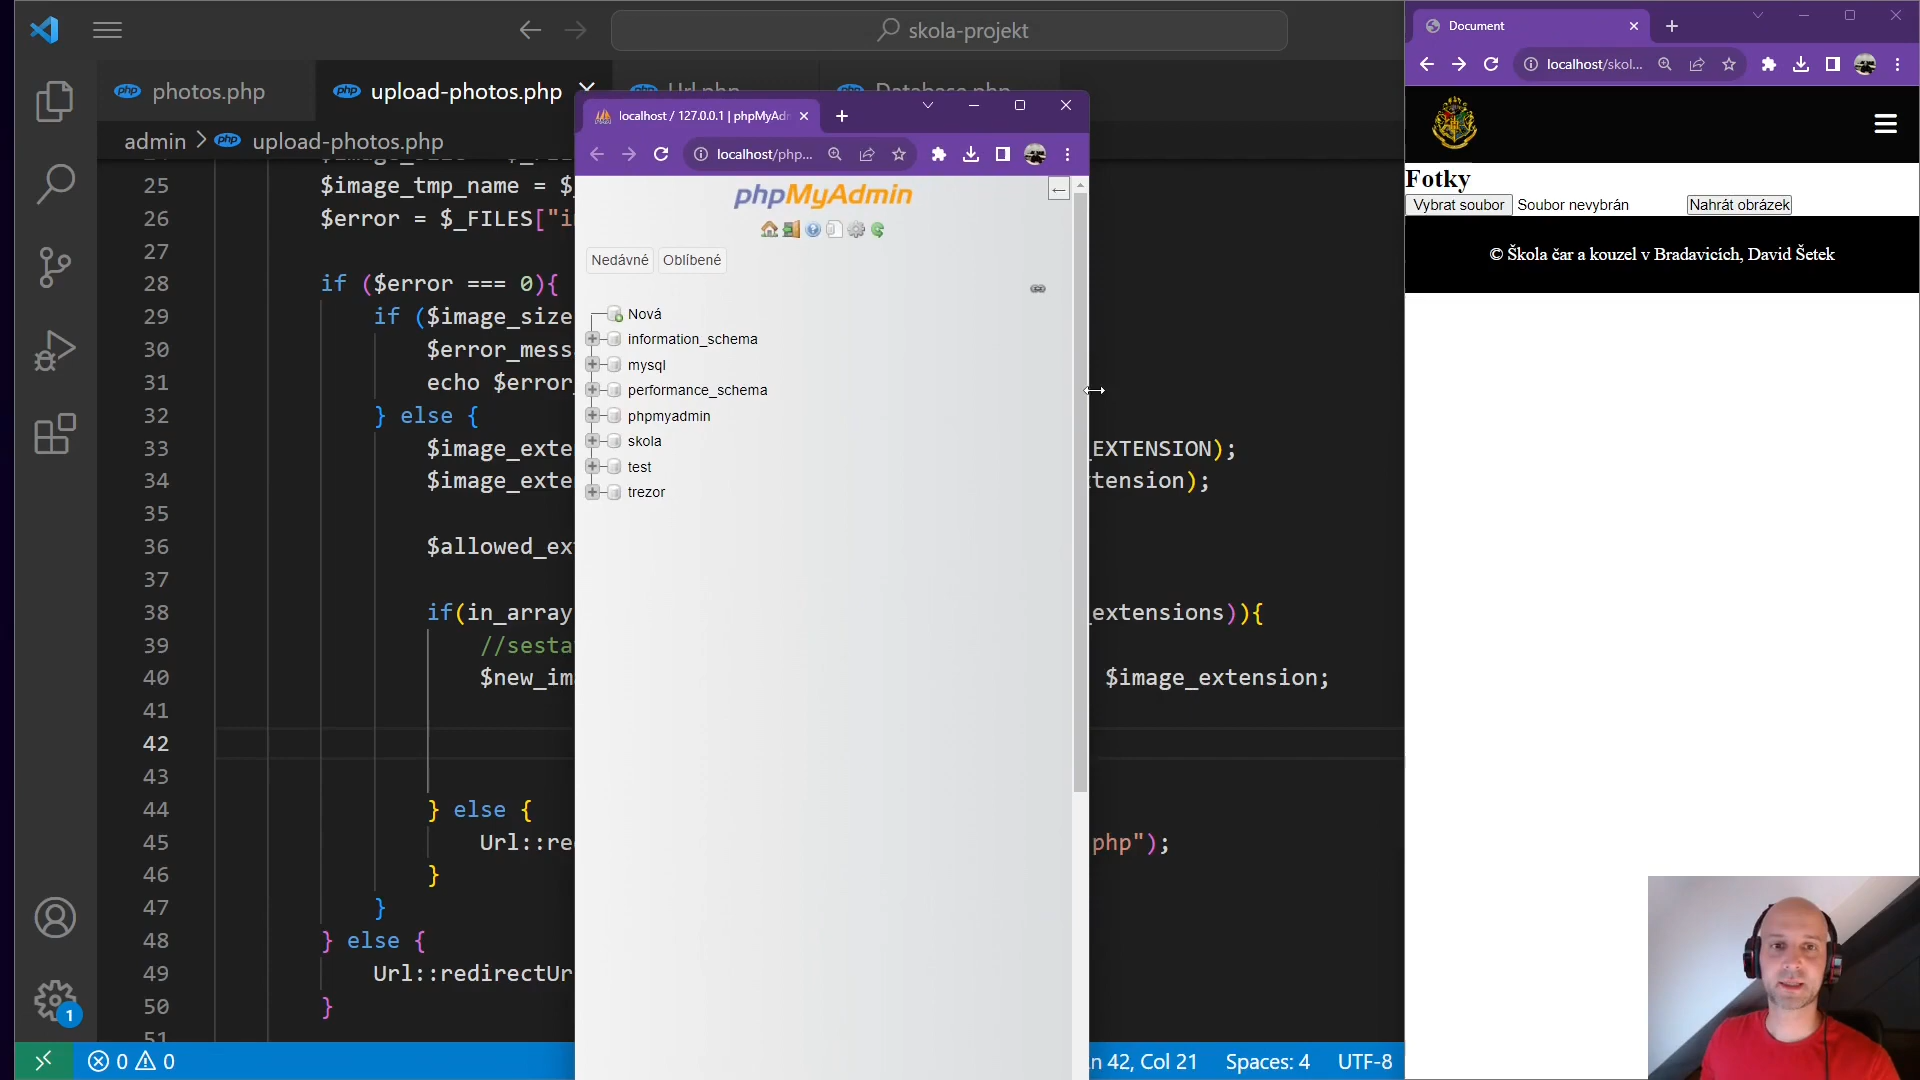 skola-projekt
photos.php
upload-photos.php
Url.php
Database.php
admin > upload-photos.php
25 $image_tmp_name = $_
26 $error = $_FILES["i
27
28 if ($error === 0){
29 if ($image_size
30 $error_mess
31 echo $error_
32 } else {
33 $image_exte EXTENSION);
34 $image_exte tension);
35
36 $allowed_ex
37
38 if(in_array extensions)){
39 //sesta
40 $new_im $image_extension;
41
42
43
44 } else {
45 Url::re php");
46 }
47 }
48 } else {
49 Url::redirectUr
50 }
51
1
0 0
Ln 42, Col 21 Spaces: 4 UTF-8
localhost / 127.0.0.1 | phpMyAdm
localhost/php...
phpMyAdmin
Nedávné Oblíbené
Nová
information_schema
mysql
performance_schema
phpmyadmin
skola
test
trezor
Document
localhost/skol...
Fotky
Vybrat soubor Soubor nevybrán Nahrát obrázek
© Škola čar a kouzel v Bradavicích, David Šetek